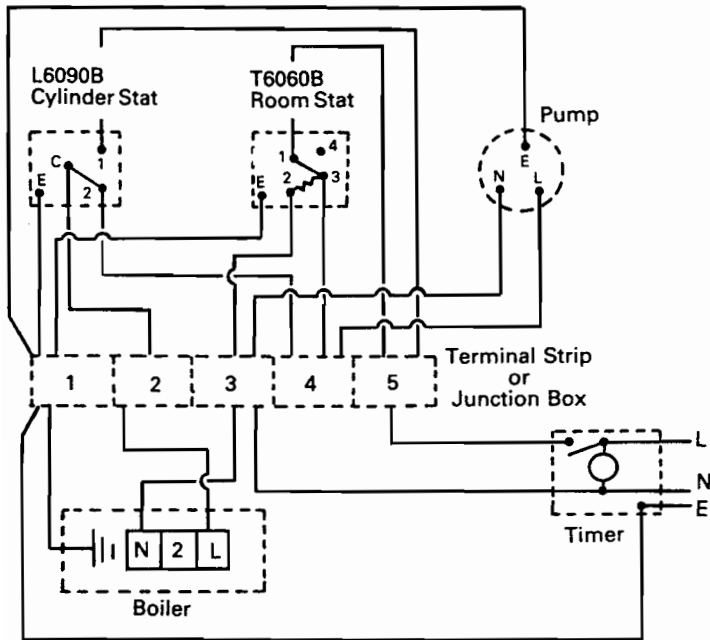 L6090B
Cylinder Stat
T6060B
Room Stat
Pump
C
1
2
E
1
4
2
3
E
E
N
L
1
2
3
4
5
Terminal Strip
or
Junction Box
L
N
E
Timer
N
2
L
Boiler